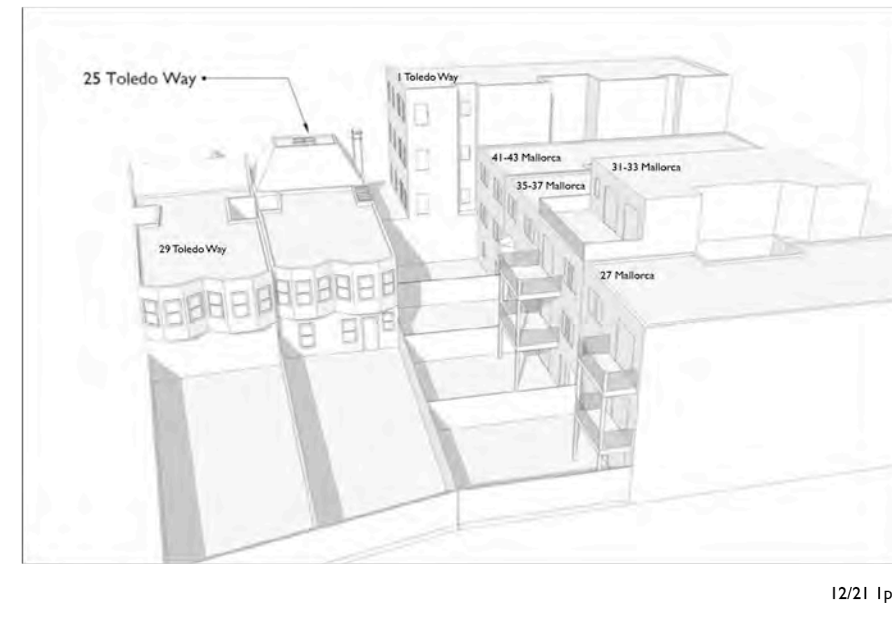 25 Toledo Way
1 Toledo Way
41-43 Mallorca
31-33 Mallorca
35-37 Mallorca
29 Toledo Way
27 Mallorca
12/21 1p